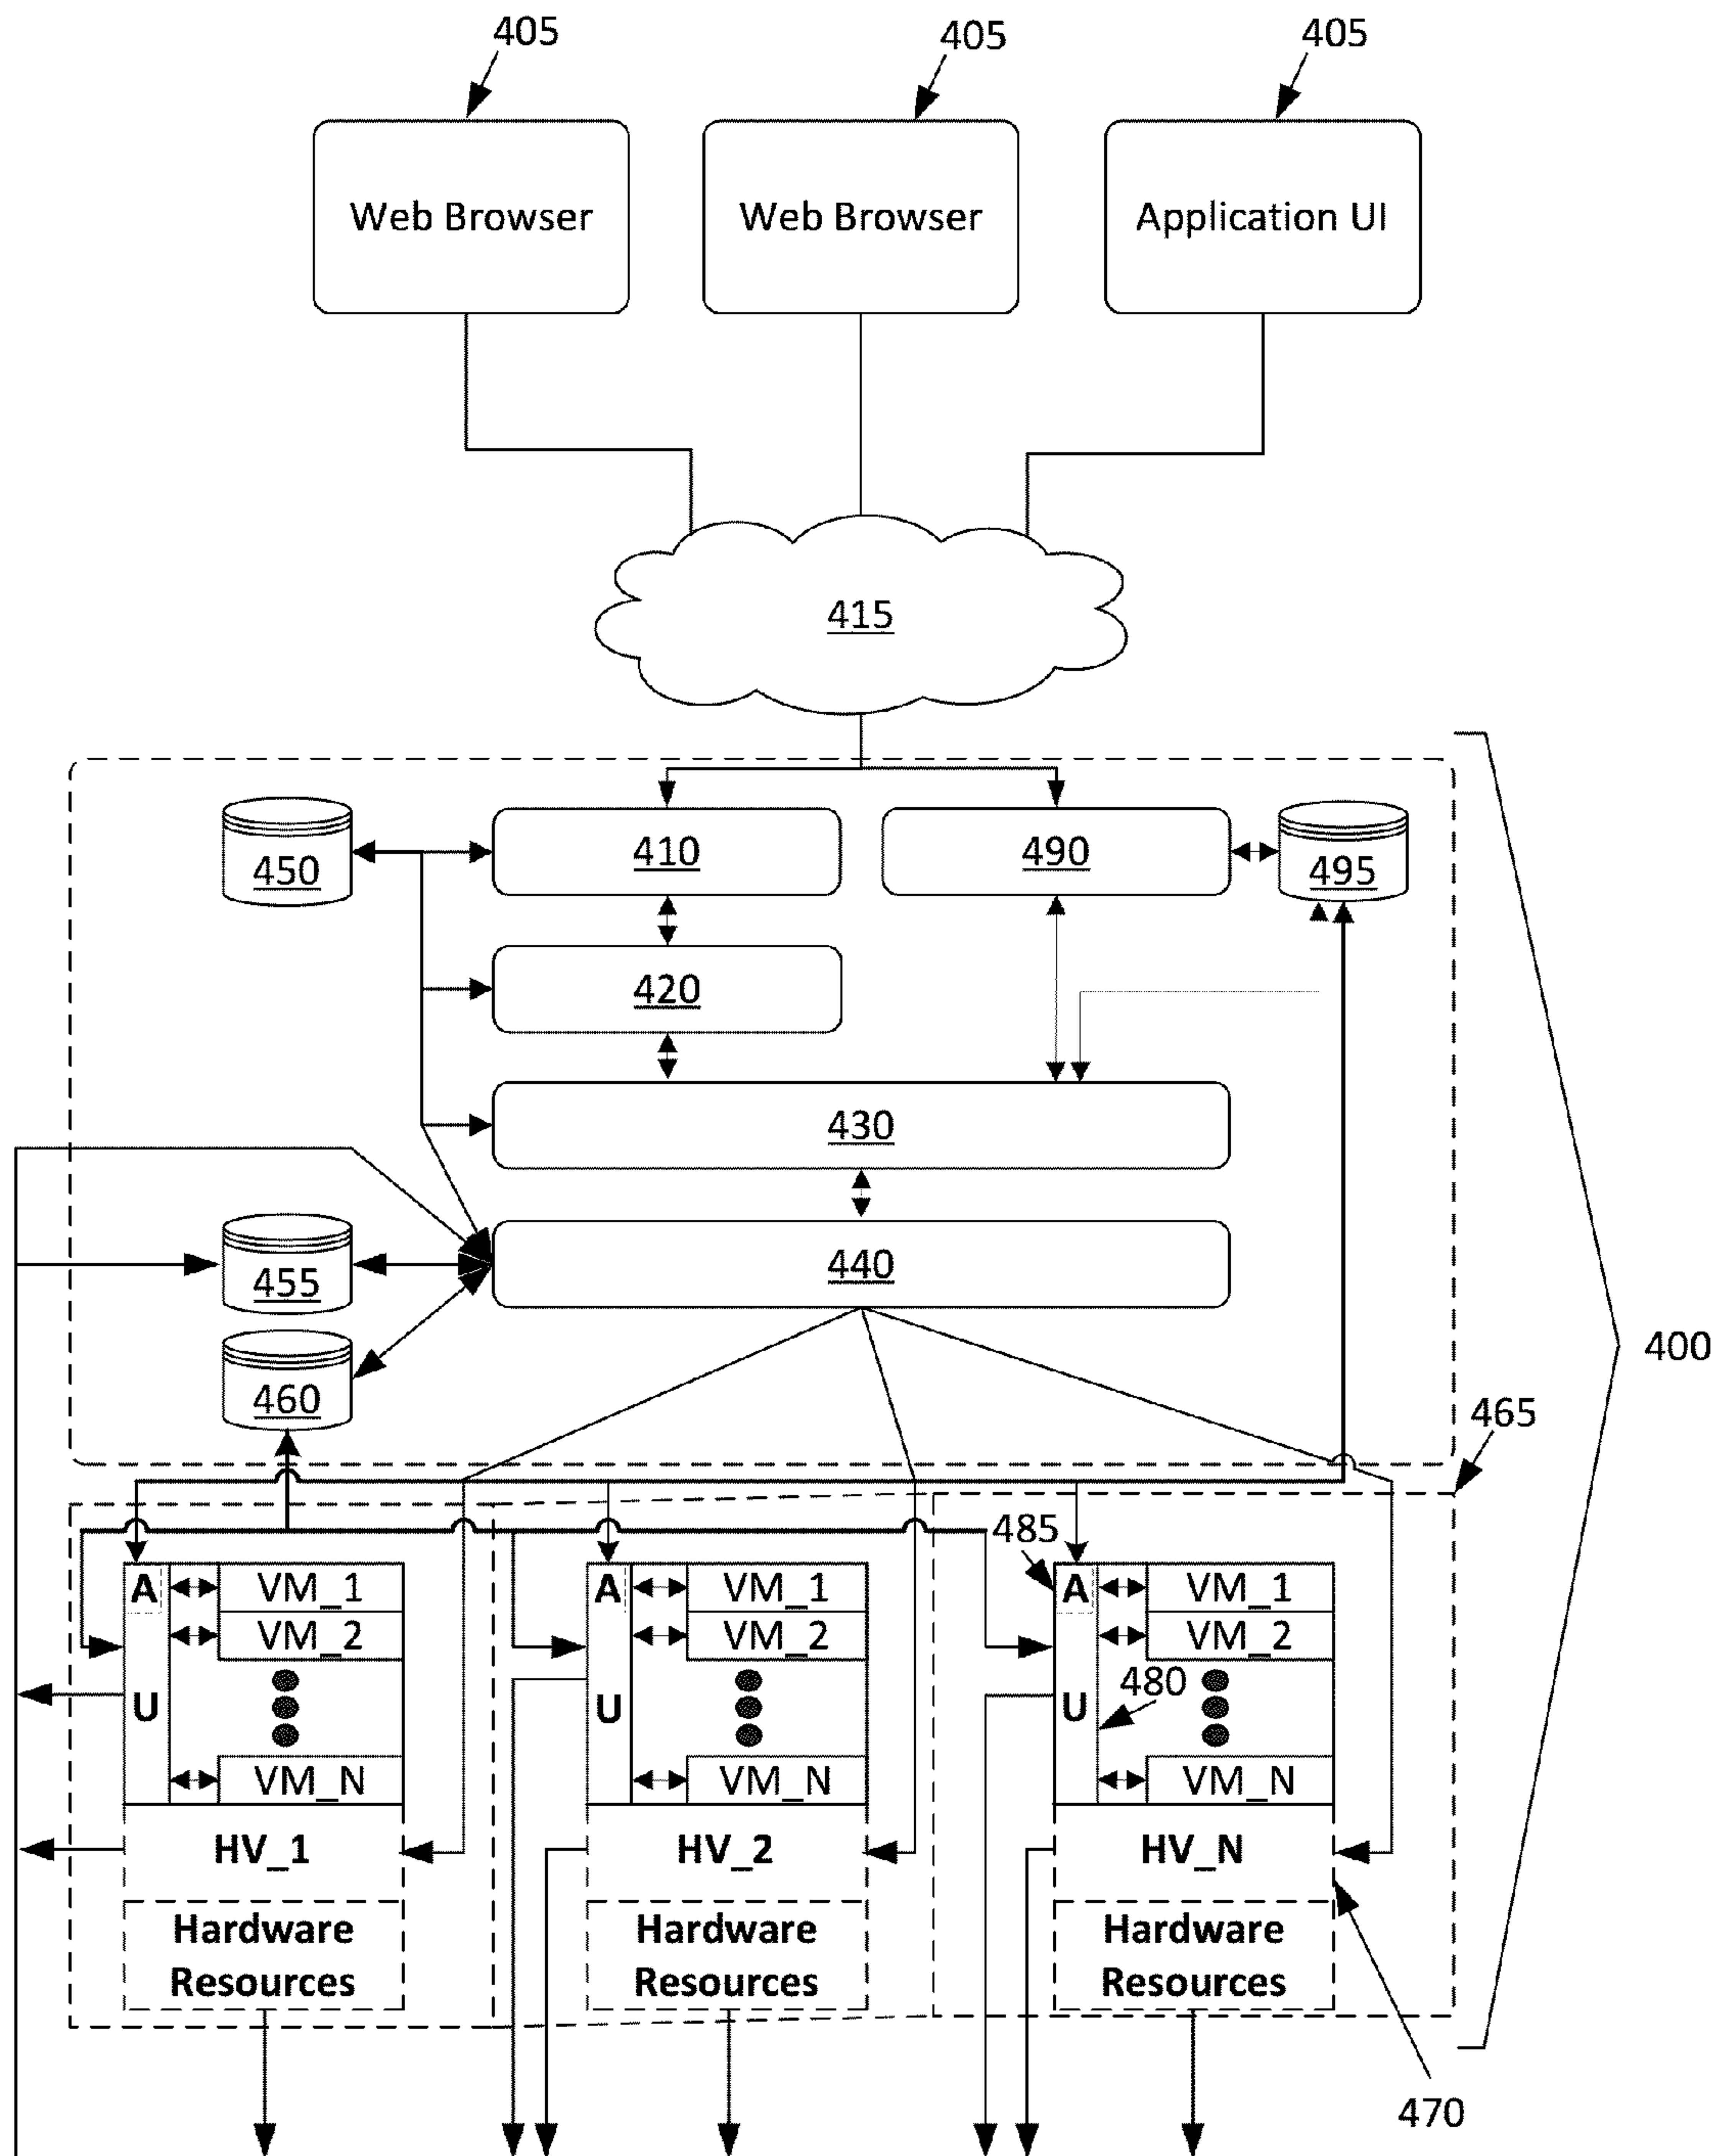 405 405 405
Web Browser Web Browser Application UI
415
450 410 490 495
420
430
455 440
400
460
465
485
A VM_1 A VM_1 A VM_1
VM_2 VM_2 VM_2
480
U U U
VM_N VM_N VM_N
HV_1 HV_2 HV_N
Hardware Hardware Hardware
Resources Resources Resources
470